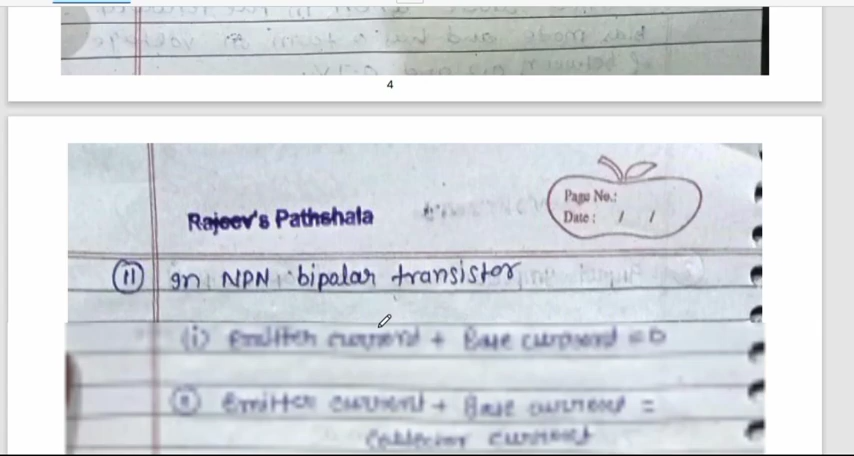 4
Rajeev's Pathshala
Page No.:
Date : / /
(11) In NPN bipolar transistor
(i) Emitter current + Base current = 0
Emitter current + Base current =
Collector current